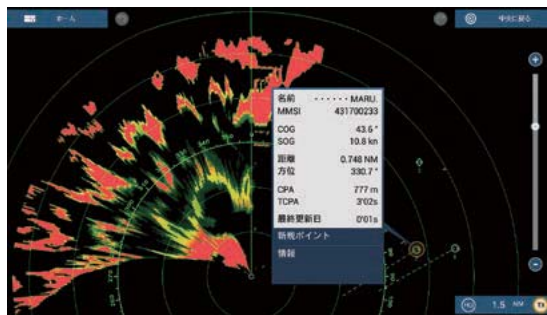 ホーム
中央に戻る
名前 ・・・・・・MARU.
MMSI 431700233
COG 43.6°
SOG 10.8 kn
距離 0.748 NM
方位 330.7°
CPA 777 m
TCPA 3'02s
最終更新日 0'01s
新規ポイント
情報
1.5 NM